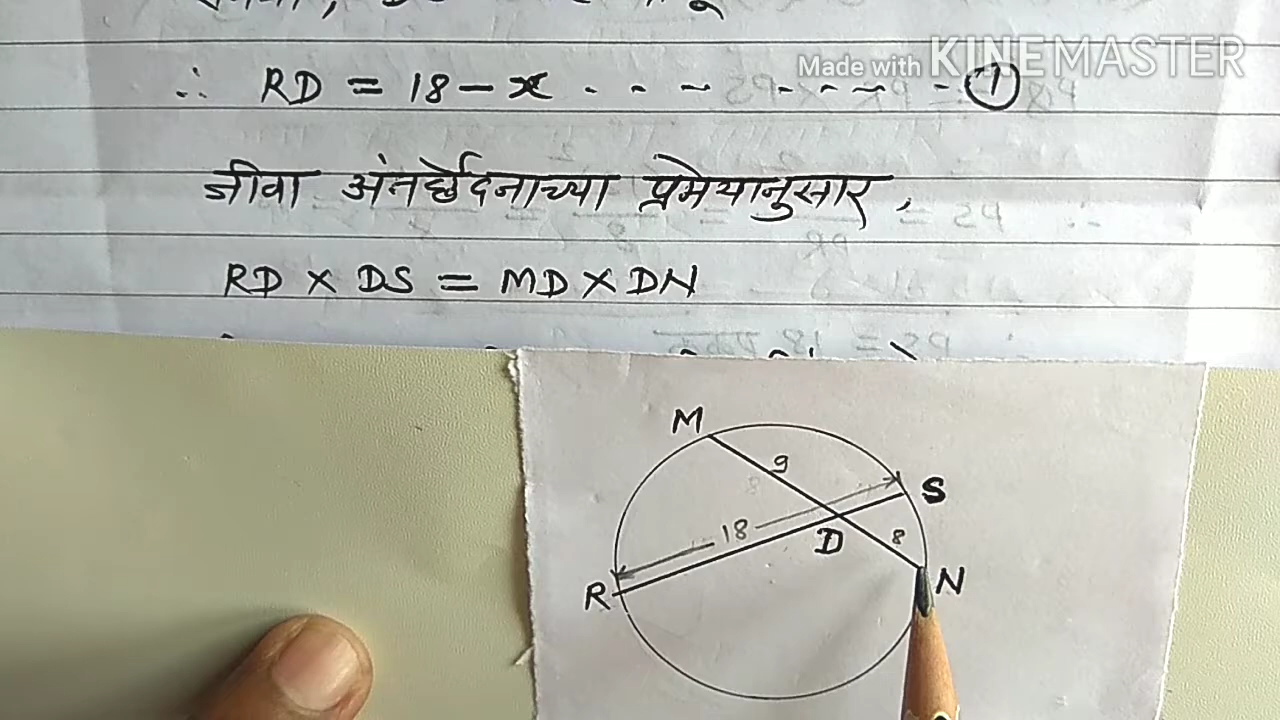 Made with KINEMASTER
∴ RD = 18 - x - - - - - - - - ①
जीवा अंतर्छेदनाच्या प्रमेयानुसार,
RD × DS = MD × DN
M
9
S
18
D
8
R
N